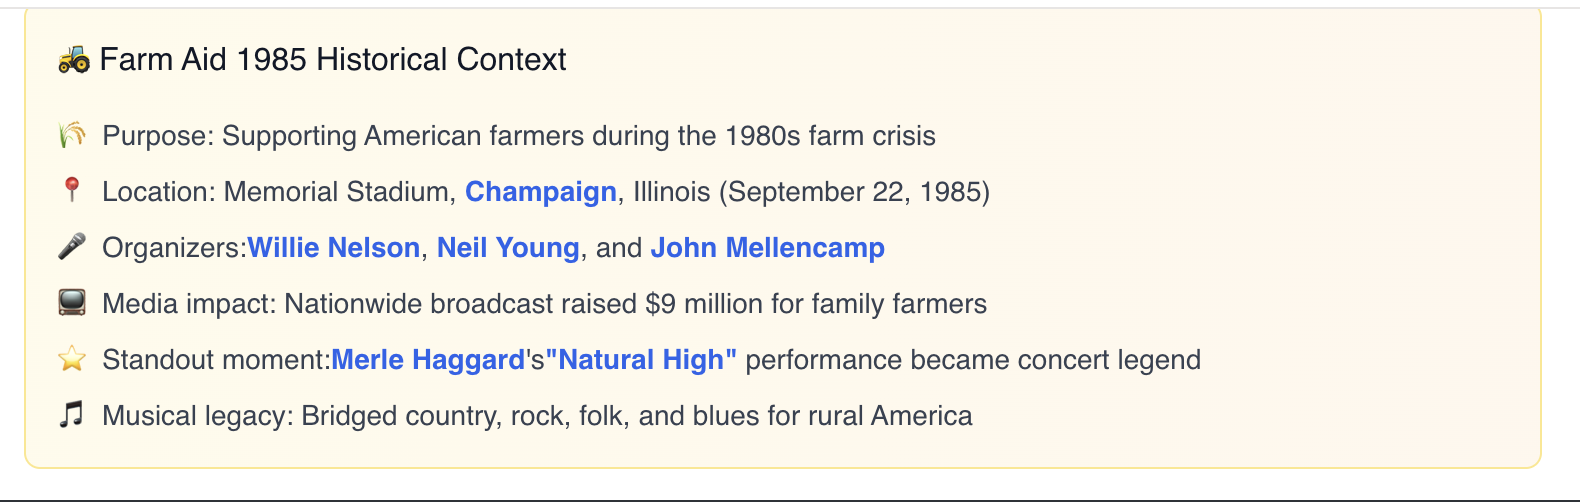 🚜 Farm Aid 1985 Historical Context
🌾 Purpose: Supporting American farmers during the 1980s farm crisis
📍 Location: Memorial Stadium, Champaign, Illinois (September 22, 1985)
🎤 Organizers:Willie Nelson, Neil Young, and John Mellencamp
📺 Media impact: Nationwide broadcast raised $9 million for family farmers
⭐ Standout moment:Merle Haggard's"Natural High" performance became concert legend
🎵 Musical legacy: Bridged country, rock, folk, and blues for rural America